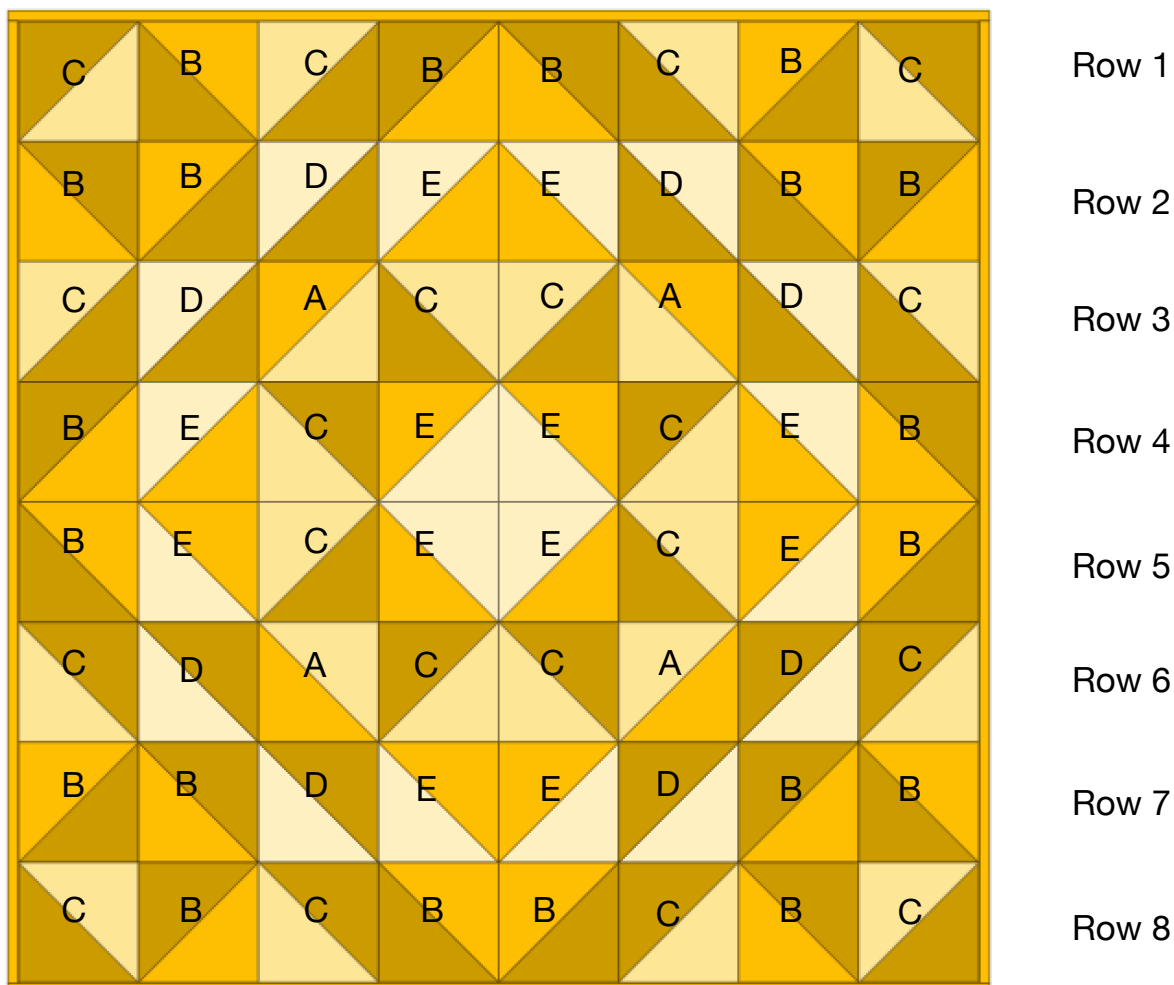 C B C B B C B C Row 1
B B D E E D B B Row 2
C D A C C A D C Row 3
B E C E E C E B Row 4
B E C E E C E B Row 5
C D A C C A D C Row 6
B B D E E D B B Row 7
C B C B B C B C Row 8